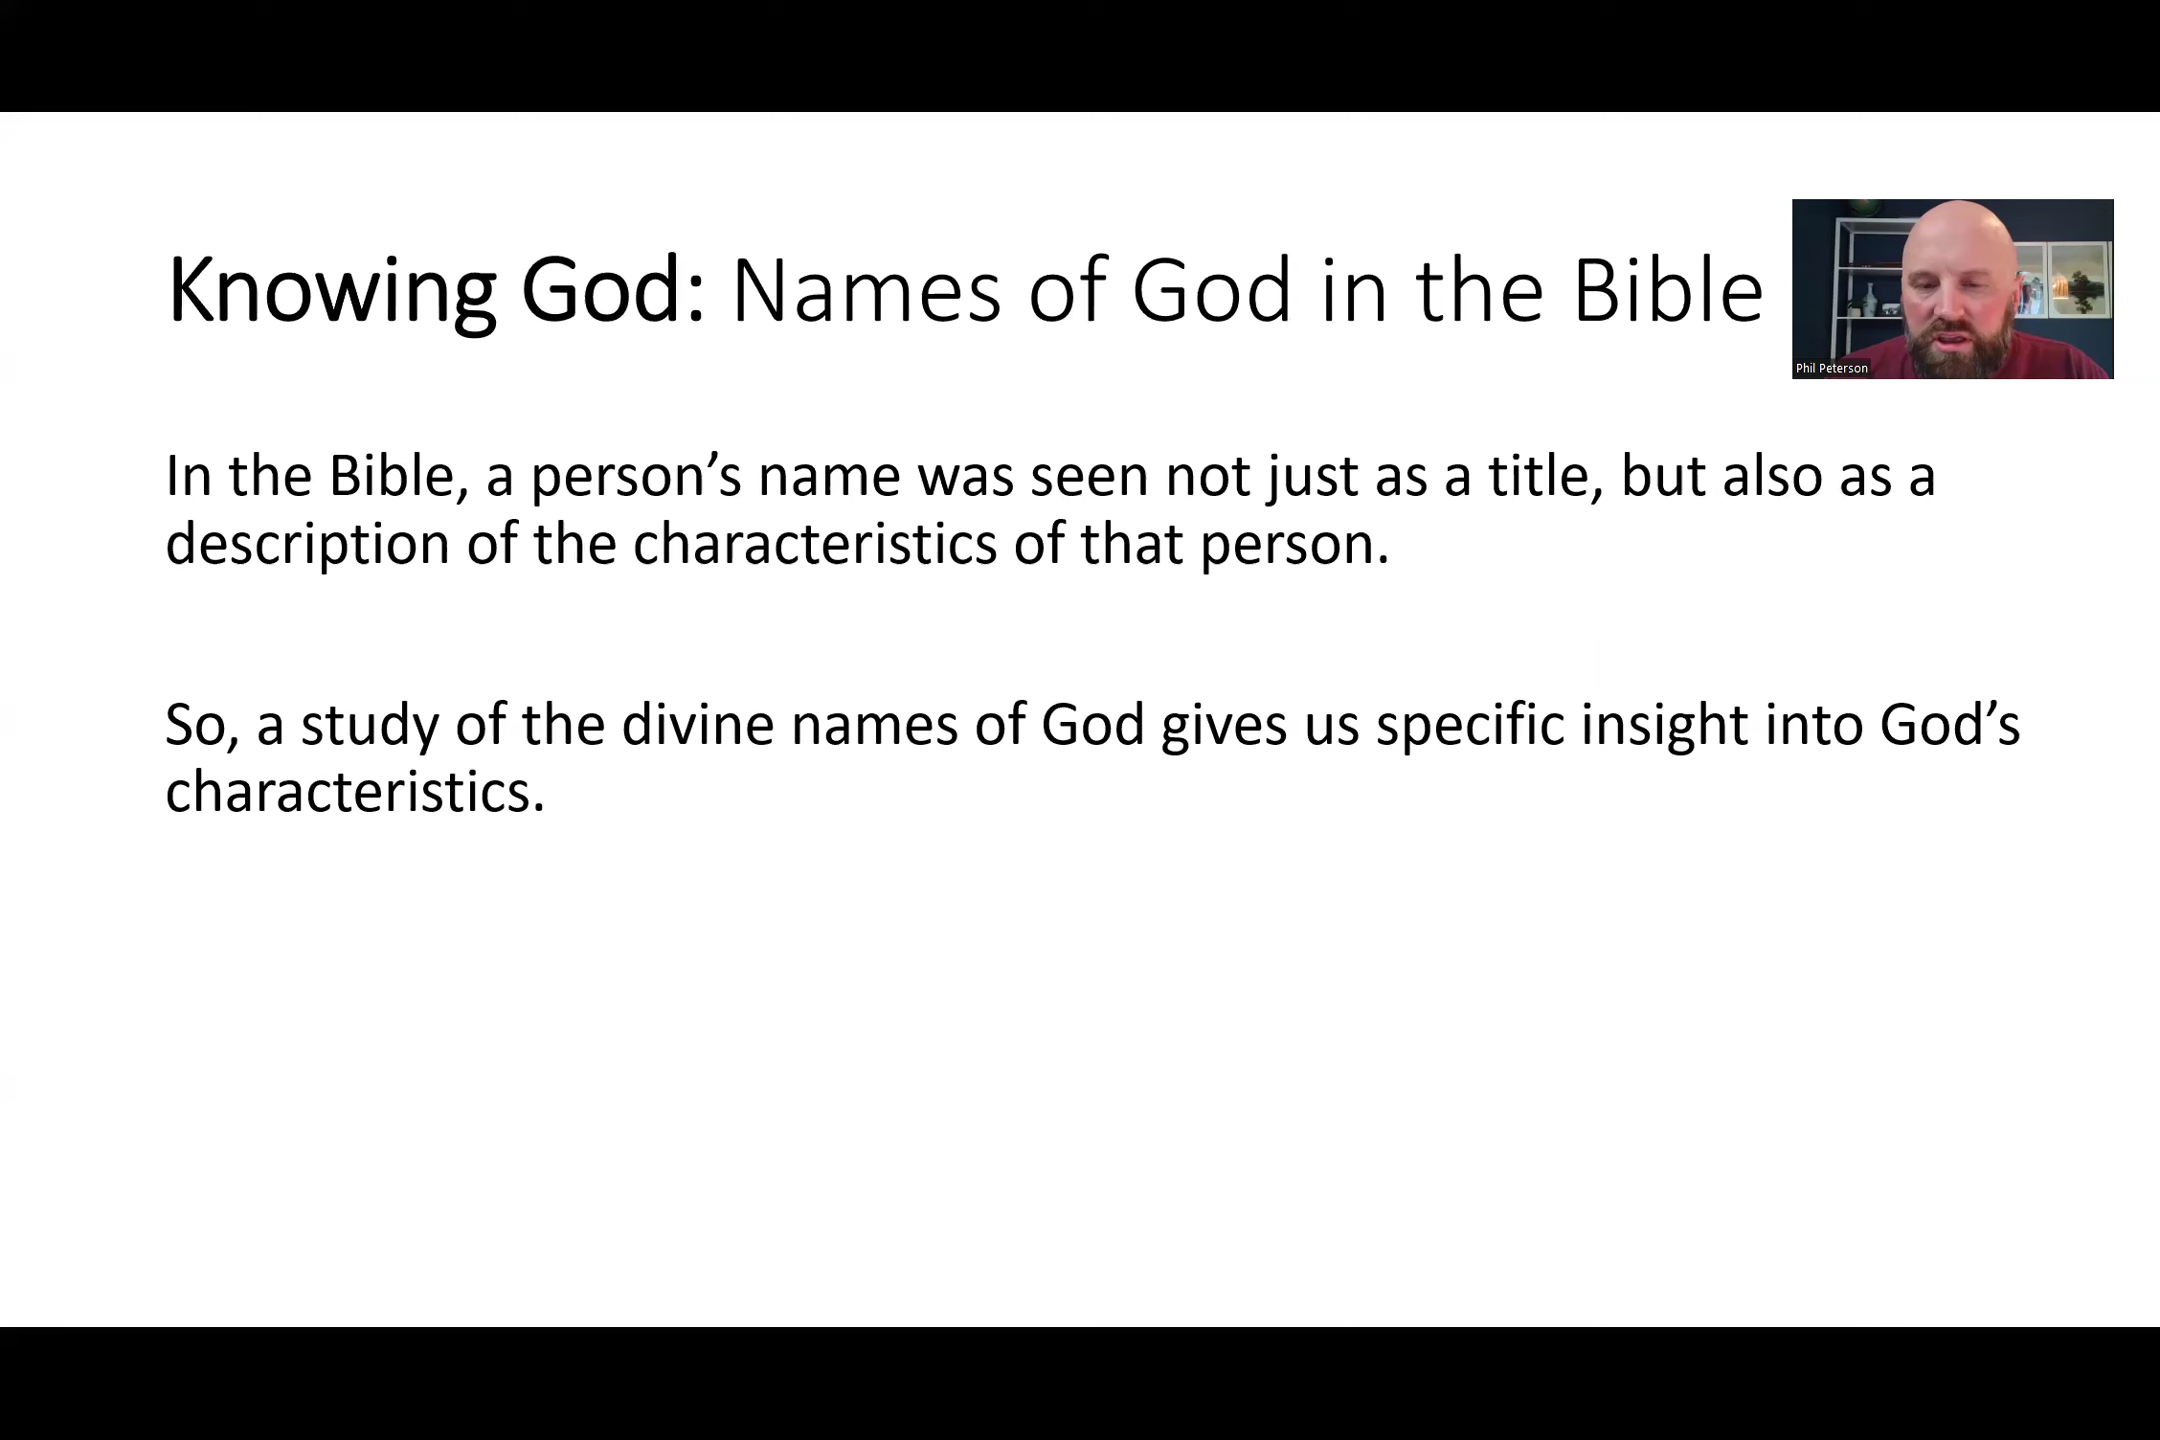 Knowing God: Names of God in the Bible
Phil Peterson
In the Bible, a person’s name was seen not just as a title, but also as a
description of the characteristics of that person.
So, a study of the divine names of God gives us specific insight into God’s
characteristics.